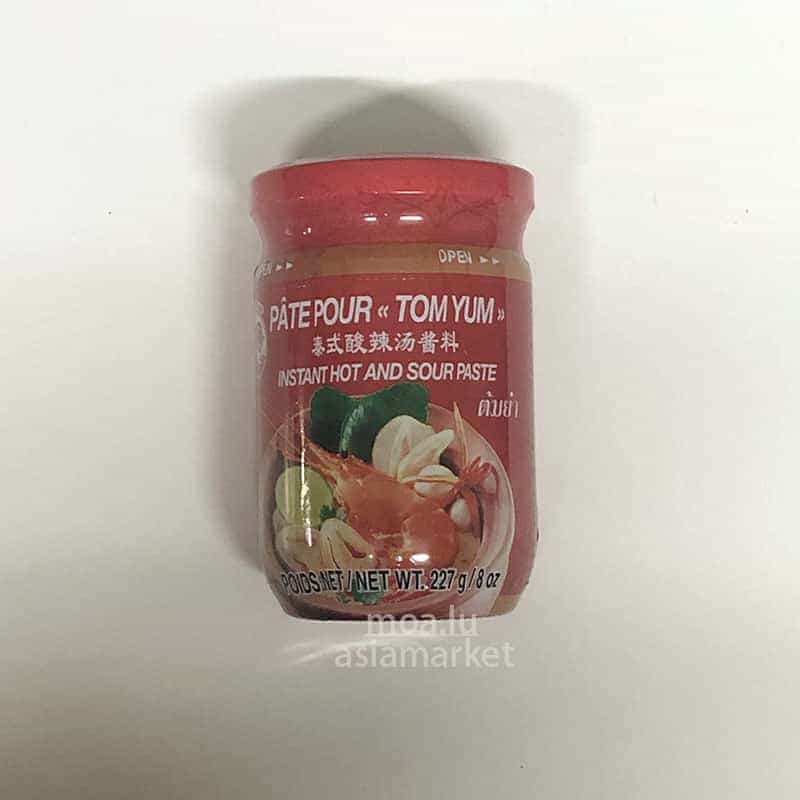 OPEN ▸▸
PÂTE POUR « TOM YUM »
泰式酸辣汤酱料
INSTANT HOT AND SOUR PASTE
ต้มยำ
POIDS NET / NET WT. 227 g / 8 oz
moa.lu
asiamarket